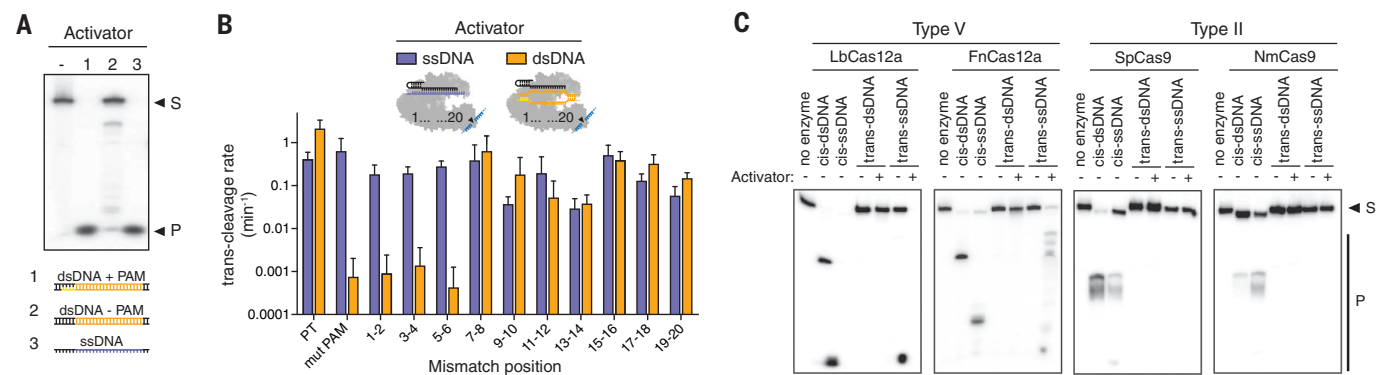 A
Activator
- 1 2 3
S
P
1 dsDNA + PAM
2 dsDNA - PAM
3 ssDNA
B
Activator
ssDNA dsDNA
1... ...20 1... ...20
trans-cleavage rate
(min-1)
1
0.1
0.01
0.001
0.0001
PT mut PAM 1-2 3-4 5-6 7-8 9-10 11-12 13-14 15-16 17-18 19-20
Mismatch position
C
Type V Type II
LbCas12a FnCas12a SpCas9 NmCas9
no enzyme cis-dsDNA cis-ssDNA trans-dsDNA trans-ssDNA no enzyme cis-dsDNA cis-ssDNA trans-dsDNA trans-ssDNA no enzyme cis-dsDNA cis-ssDNA trans-dsDNA trans-ssDNA no enzyme cis-dsDNA cis-ssDNA trans-dsDNA trans-ssDNA
Activator: - - - - + - + - - - - + - + - - - - + - + - - - - + - +
S
P